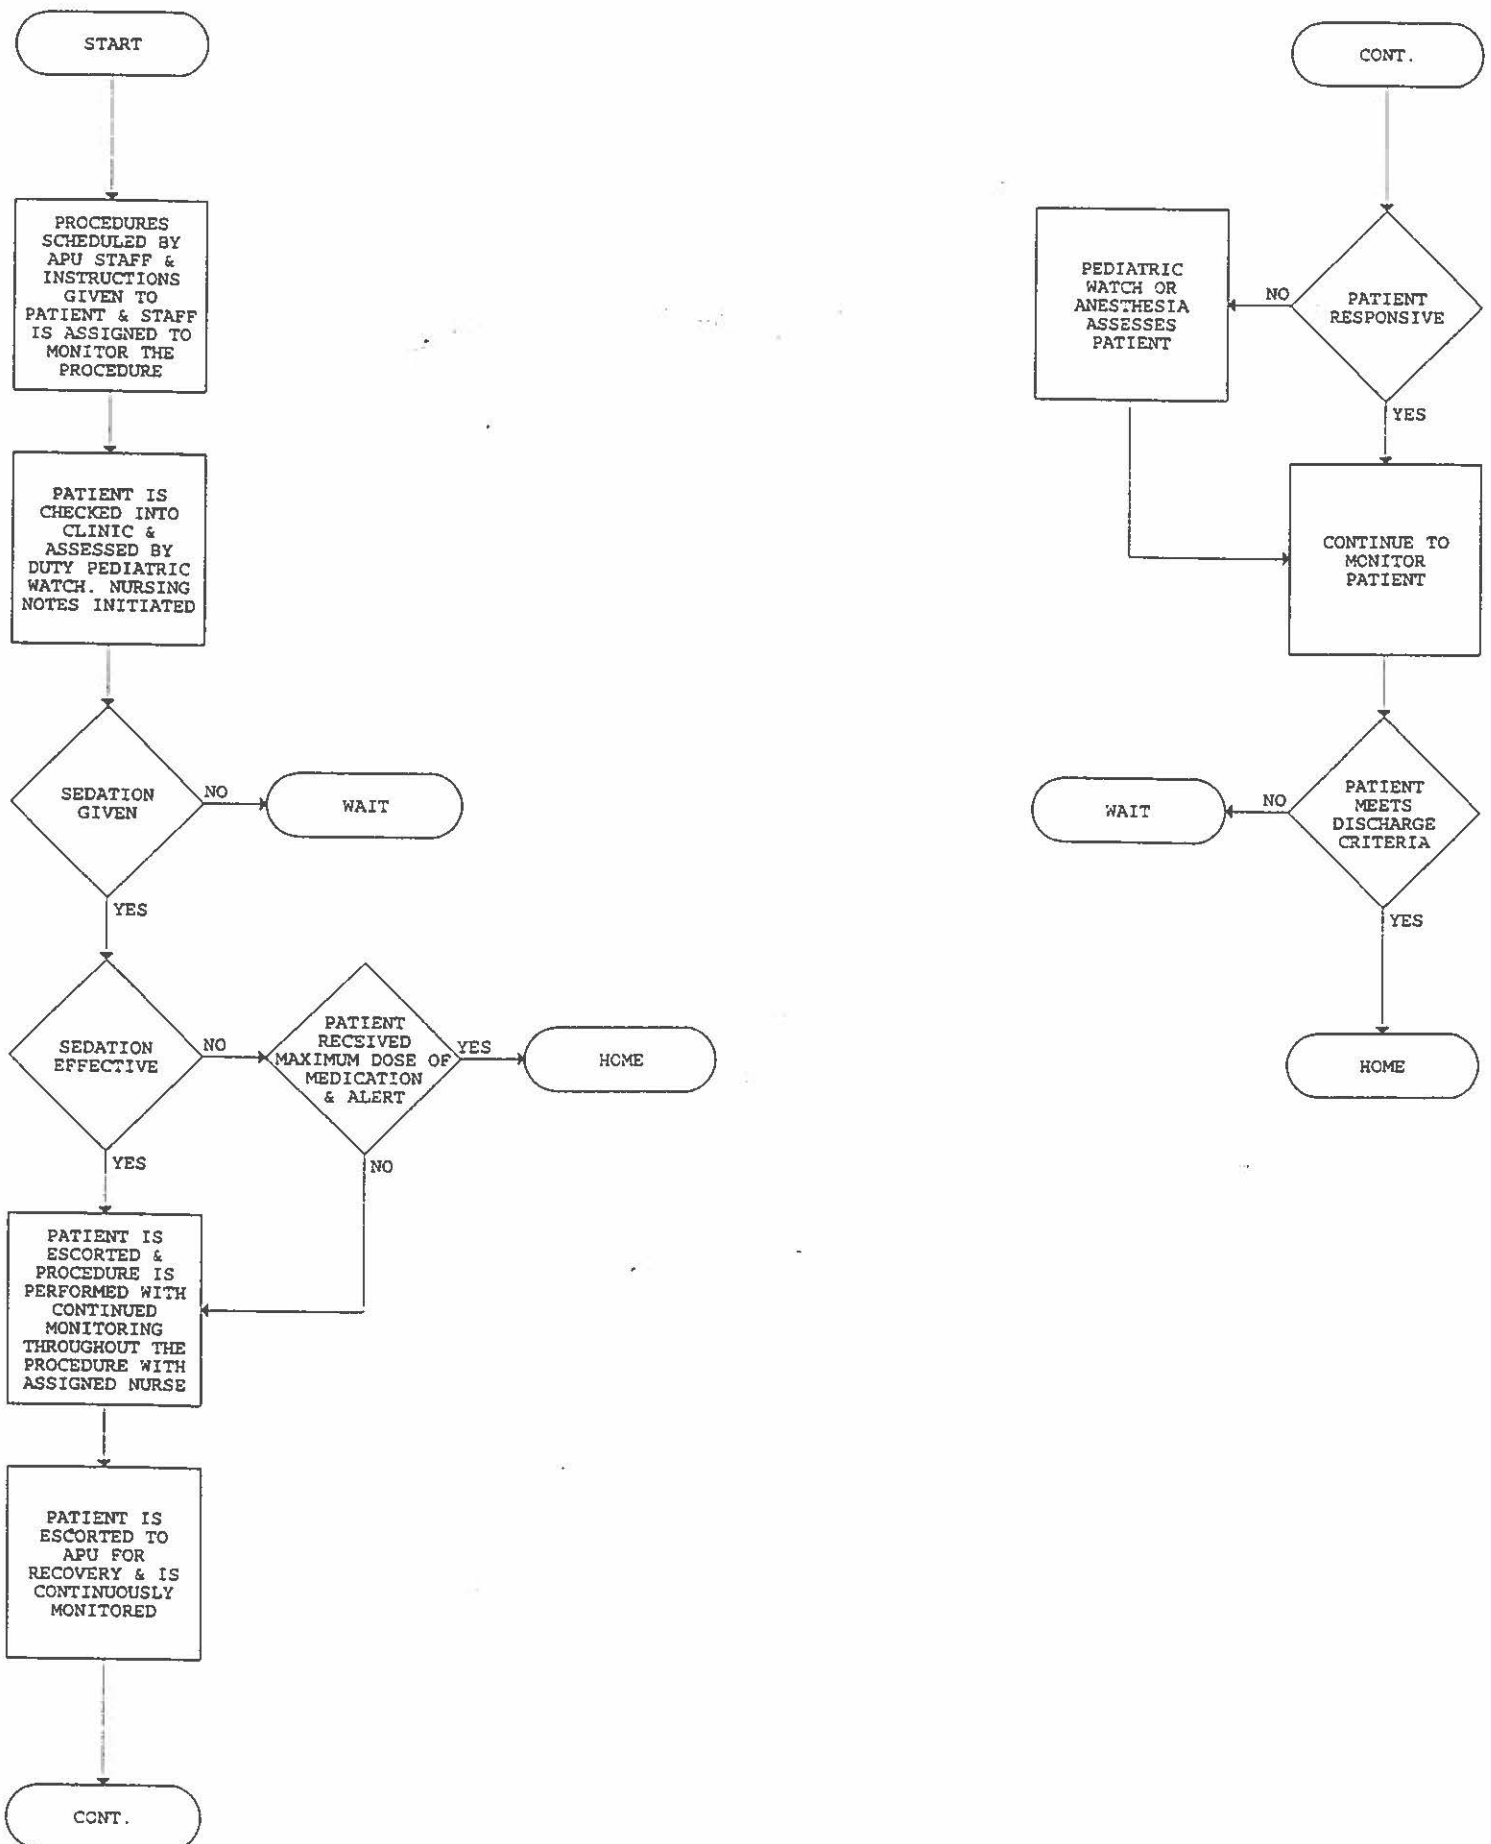 START
PROCEDURES
SCHEDULED BY
APU STAFF &
INSTRUCTIONS
GIVEN TO
PATIENT & STAFF
IS ASSIGNED TO
MONITOR THE
PROCEDURE
PATIENT IS
CHECKED INTO
CLINIC &
ASSESSED BY
DUTY PEDIATRIC
WATCH. NURSING
NOTES INITIATED
SEDATION
GIVEN
NO
WAIT
YES
SEDATION
EFFECTIVE
NO
PATIENT
RECEIVED
MAXIMUM DOSE OF
MEDICATION
& ALERT
YES
HOME
NO
YES
PATIENT IS
ESCORTED &
PROCEDURE IS
PERFORMED WITH
CONTINUED
MONITORING
THROUGHOUT THE
PROCEDURE WITH
ASSIGNED NURSE
PATIENT IS
ESCORTED TO
APU FOR
RECOVERY & IS
CONTINUOUSLY
MONITORED
CONT.
CONT.
PATIENT
RESPONSIVE
NO
PEDIATRIC
WATCH OR
ANESTHESIA
ASSESSES
PATIENT
YES
CONTINUE TO
MONITOR
PATIENT
PATIENT
MEETS
DISCHARGE
CRITERIA
NO
WAIT
YES
HOME